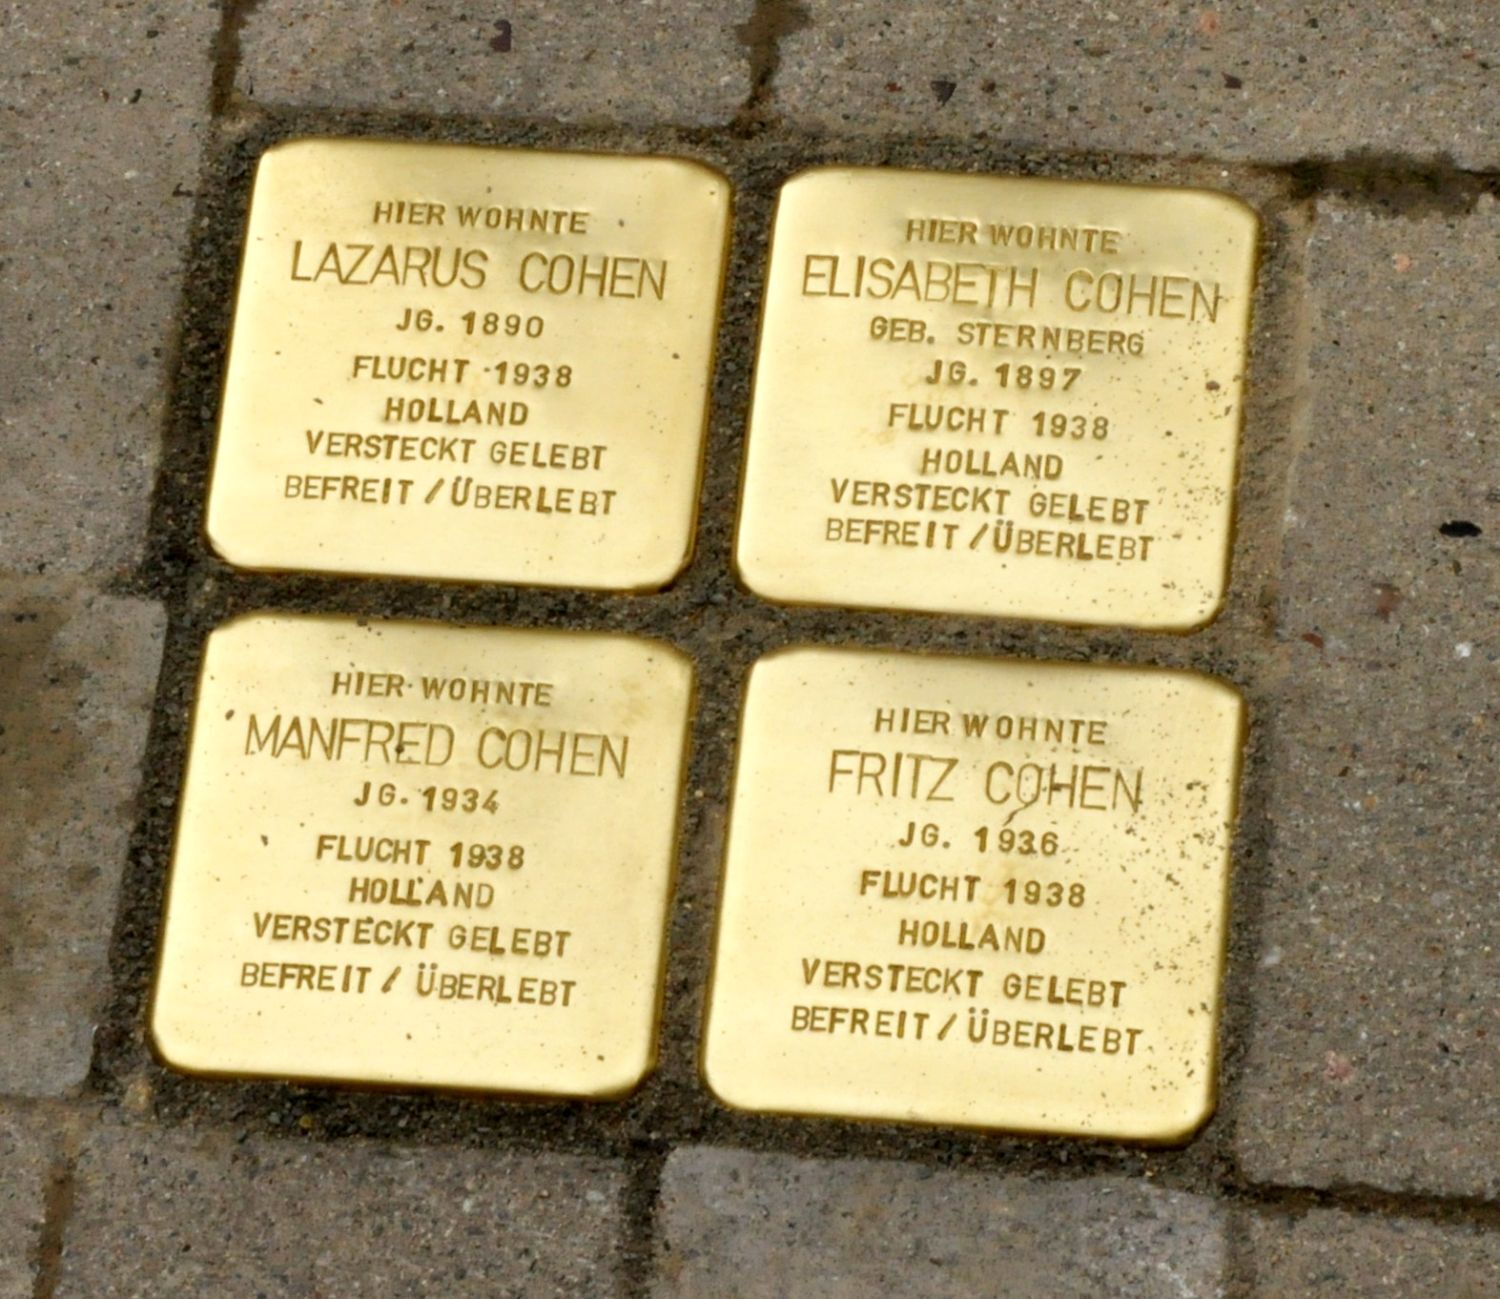 HIER WOHNTE
LAZARUS COHEN
JG. 1890
FLUCHT 1938
HOLLAND
VERSTECKT GELEBT
BEFREIT / ÜBERLEBT
HIER WOHNTE
ELISABETH COHEN
GEB. STERNBERG
JG. 1897
FLUCHT 1938
HOLLAND
VERSTECKT GELEBT
BEFREIT / ÜBERLEBT
HIER WOHNTE
MANFRED COHEN
JG. 1934
FLUCHT 1938
HOLLAND
VERSTECKT GELEBT
BEFREIT / ÜBERLEBT
HIER WOHNTE
FRITZ COHEN
JG. 1936
FLUCHT 1938
HOLLAND
VERSTECKT GELEBT
BEFREIT / ÜBERLEBT